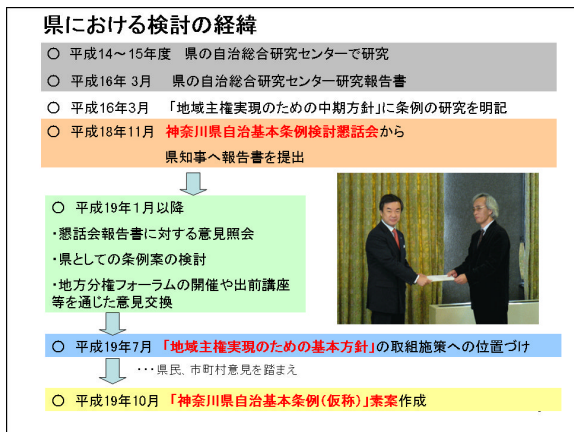 県における検討の経緯
○ 平成14~15年度 県の自治総合研究センターで研究
○ 平成16年 3月 県の自治総合研究センター研究報告書
○ 平成16年3月 「地域主権実現のための中期方針」に条例の研究を明記
○ 平成18年11月 神奈川県自治基本条例検討懇話会から
県知事へ報告書を提出
○ 平成19年1月以降
・懇話会報告書に対する意見照会
・県としての条例案の検討
・地方分権フォーラムの開催や出前講座
等を通じた意見交換
○ 平成19年7月 「地域主権実現のための基本方針」の取組施策への位置づけ
・・・県民、市町村意見を踏まえ
○ 平成19年10月 「神奈川県自治基本条例(仮称)」素案作成